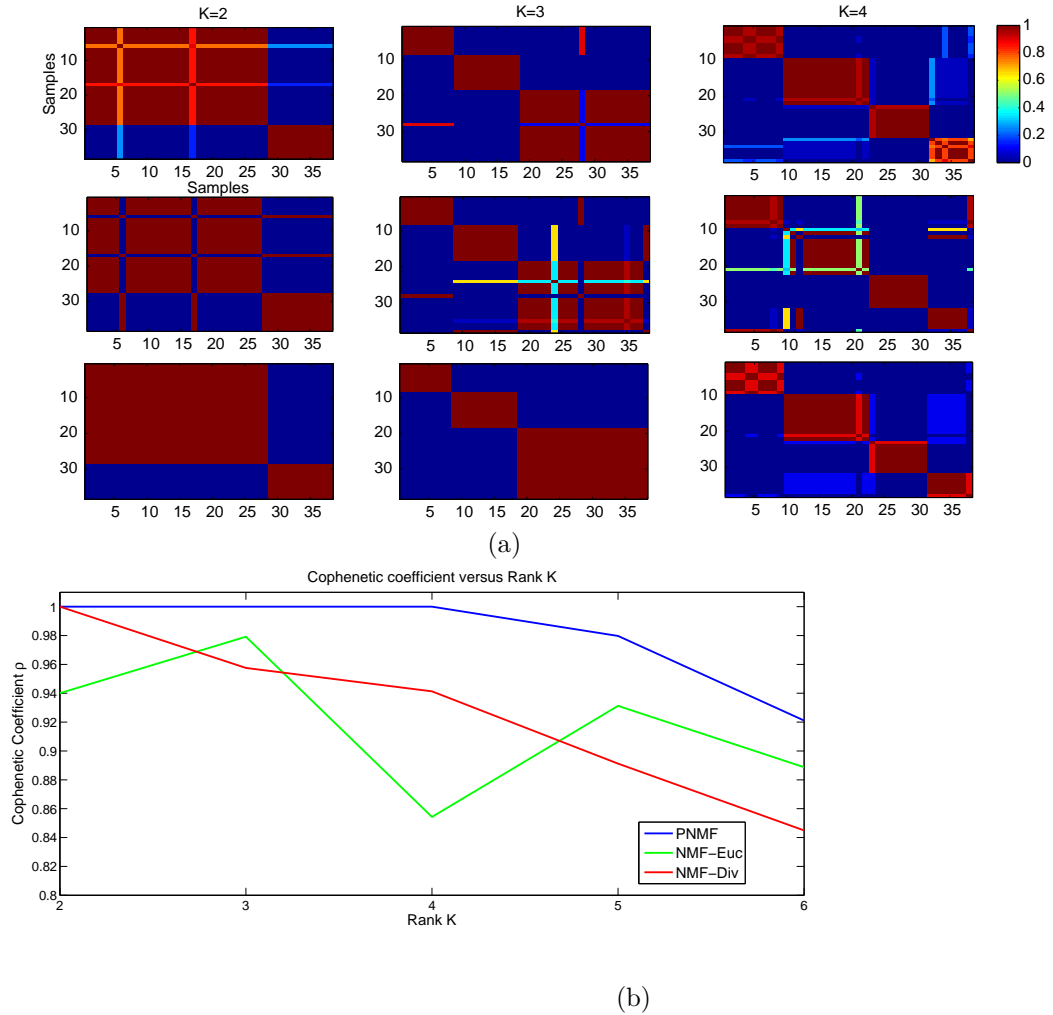 K=2
K=3
K=4
Samples
10
20
30
5 10 15 20 25 30 35
Samples
10
20
30
5 10 15 20 25 30 35
10
20
30
5 10 15 20 25 30 35
1
0.8
0.6
0.4
0.2
0
10
20
30
5 10 15 20 25 30 35
10
20
30
5 10 15 20 25 30 35
10
20
30
5 10 15 20 25 30 35
10
20
30
5 10 15 20 25 30 35
10
20
30
5 10 15 20 25 30 35
10
20
30
5 10 15 20 25 30 35
(a)
Cophenetic coefficient versus Rank K
Cophenetic Coefficient ρ
1
0.98
0.96
0.94
0.92
0.9
0.88
0.86
0.84
0.82
0.8
2 3 4 5 6
Rank K
PNMF
NMF−Euc
NMF−Div
(b)